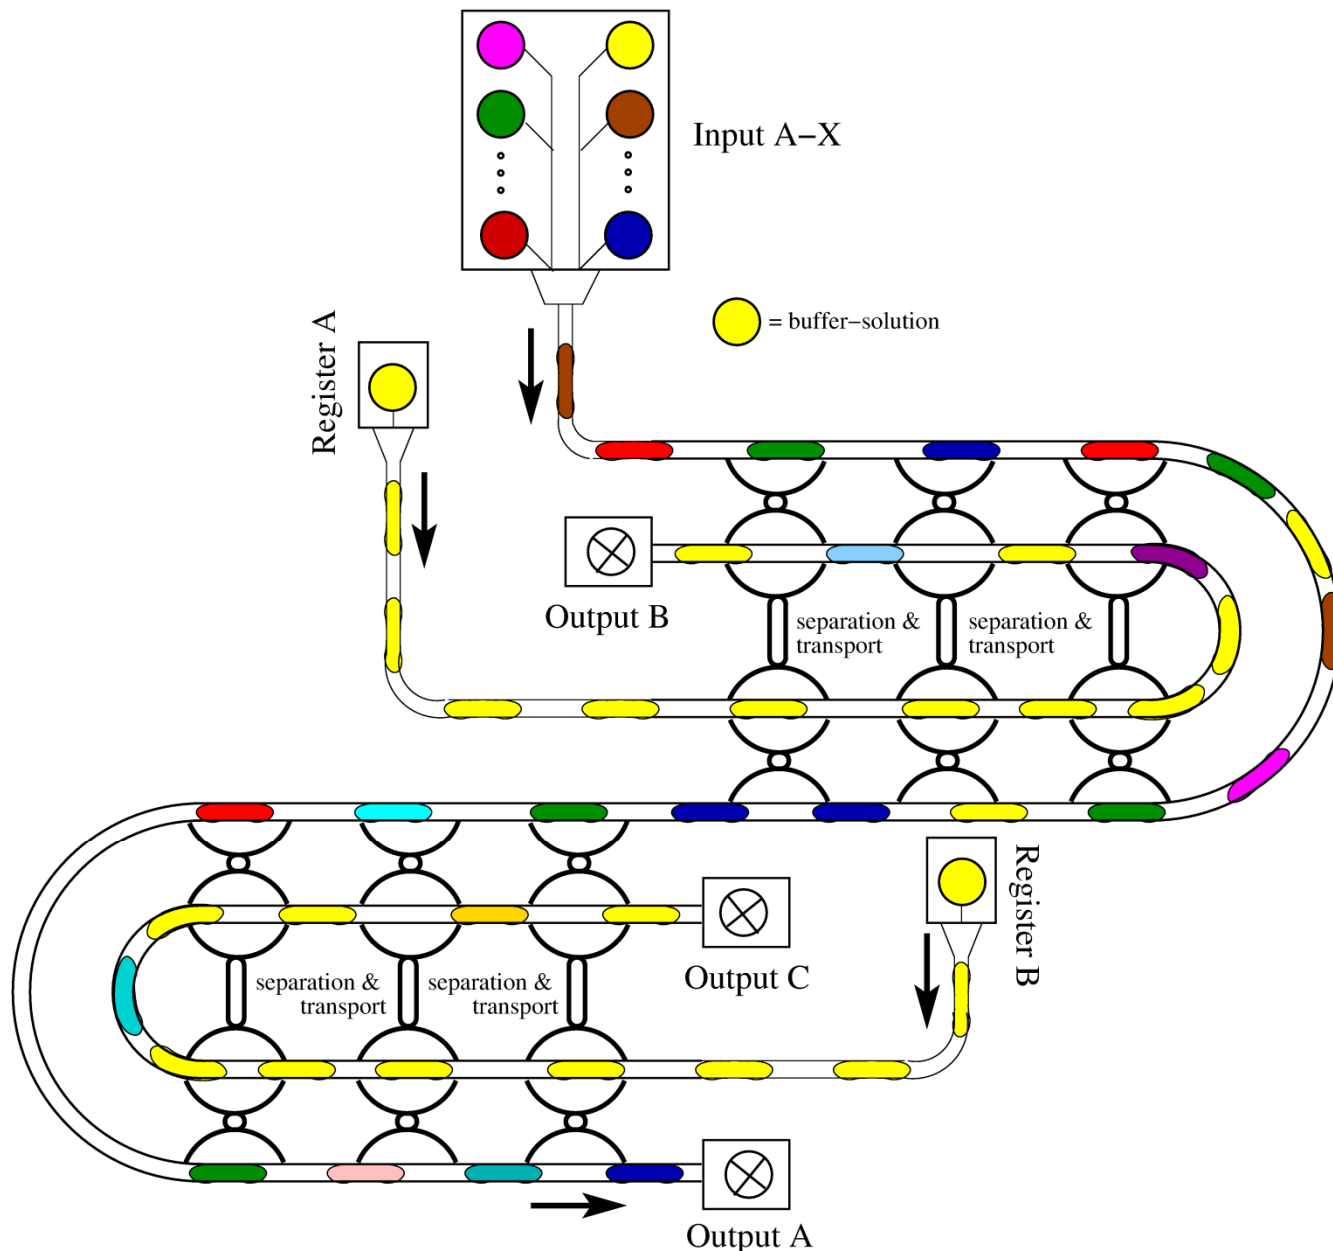 Input A–X
= buffer–solution
Register A
Output B
separation &
transport
separation &
transport
Register B
Output C
separation &
transport
separation &
transport
Output A